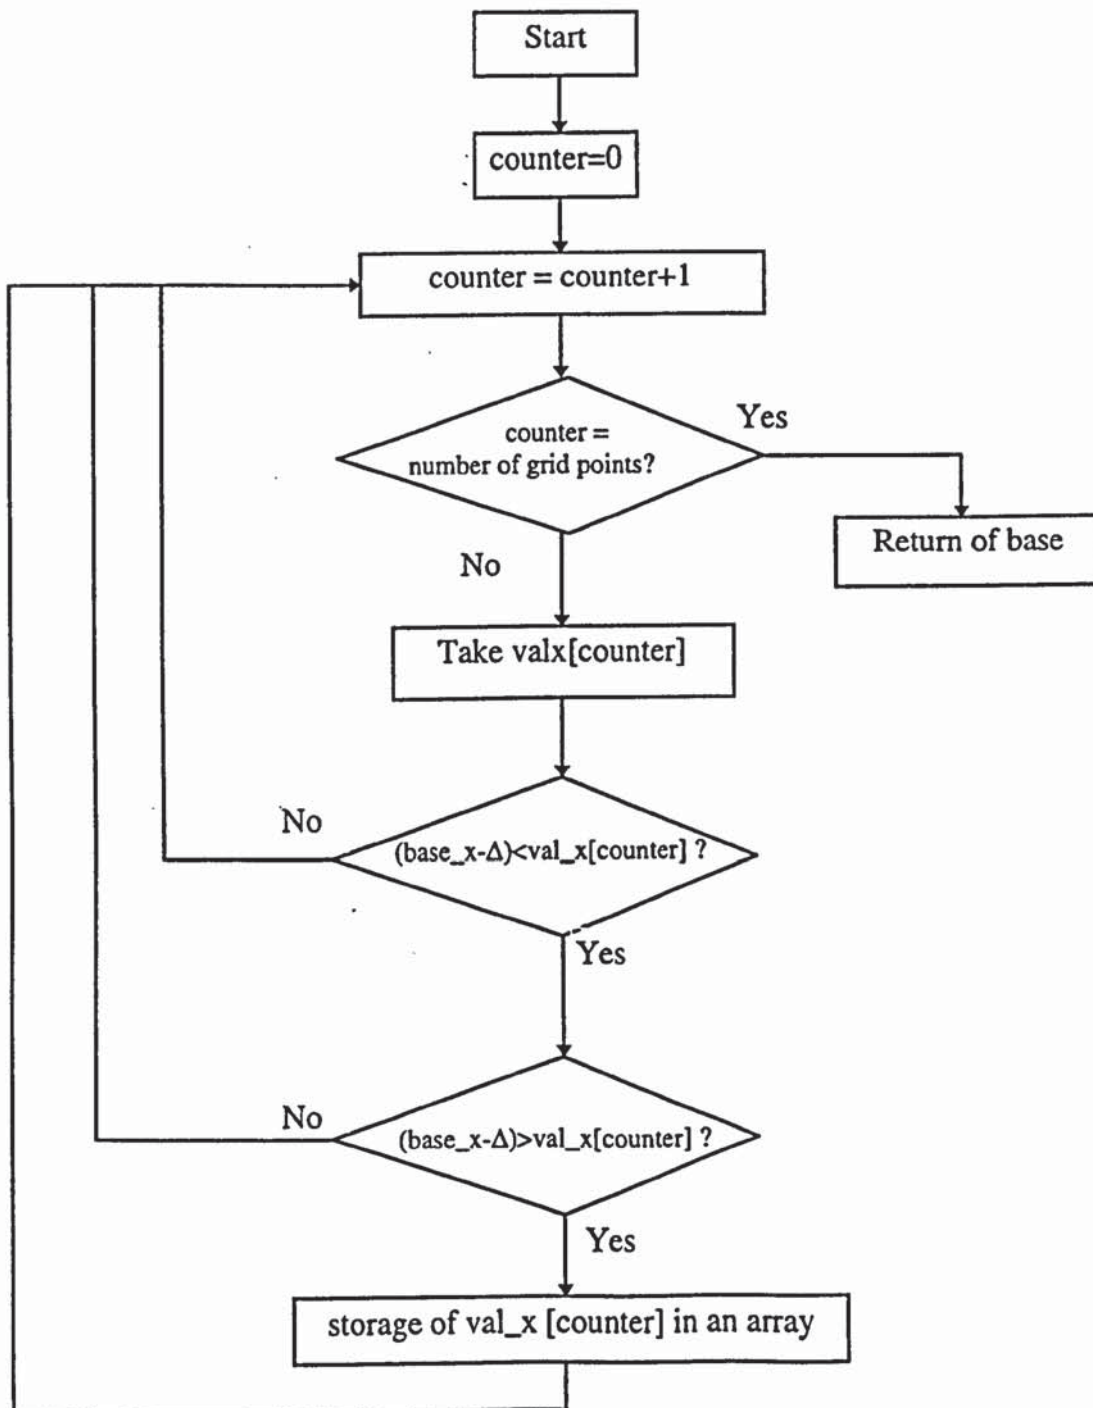 Start
counter=0
counter = counter+1
counter =
number of grid points?
Yes
Return of base
No
Take valx[counter]
No
(base_x-Δ)<val_x[counter] ?
Yes
No
(base_x-Δ)>val_x[counter] ?
Yes
storage of val_x [counter] in an array